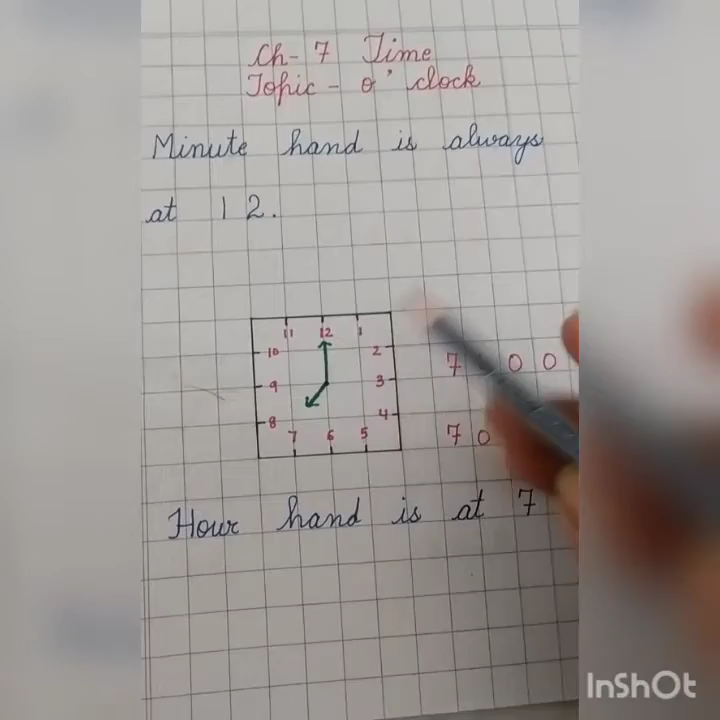 Ch- 7 Time
Topic - o' clock
Minute hand is always
at 12.
11 12 1
10 2
9 3
8 4
7 6 5
7 00
7 0
Hour hand is at 7
InShOt